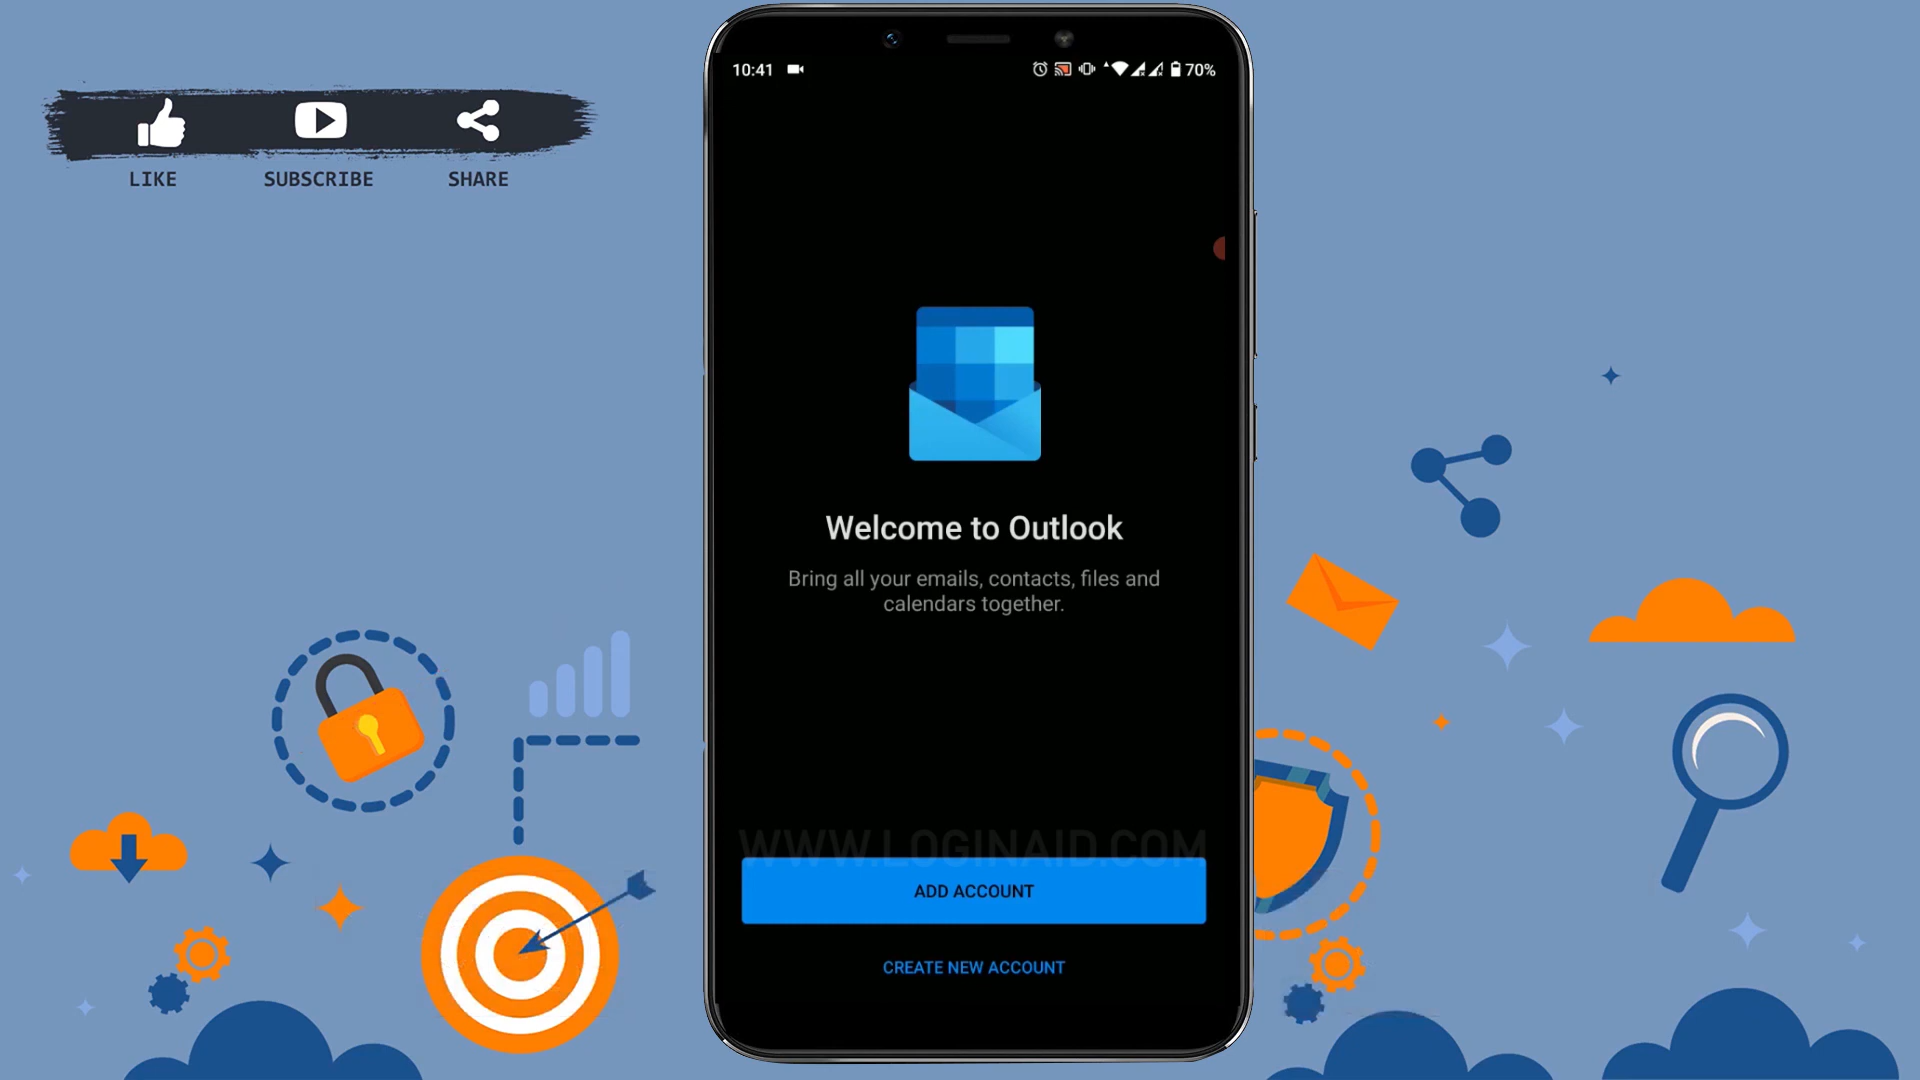 LIKE SUBSCRIBE SHARE
10:41 70%
Welcome to Outlook
Bring all your emails, contacts, files and
calendars together.
WWW.LOGINAID.COM
ADD ACCOUNT
CREATE NEW ACCOUNT